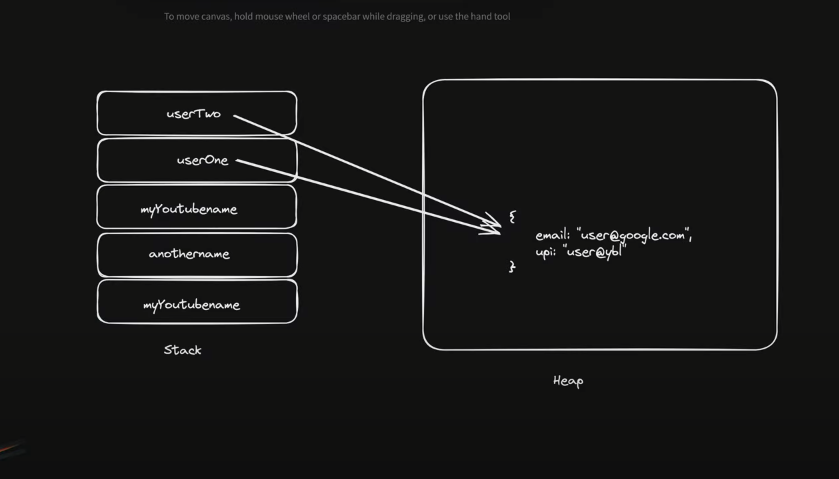 To move canvas, hold mouse wheel or spacebar while dragging, or use the hand tool
userTwo
userOne
myYoutubename
anothername
myYoutubename
Stack
{
email: "user@google.com",
upi: "user@ybl"
}
Heap